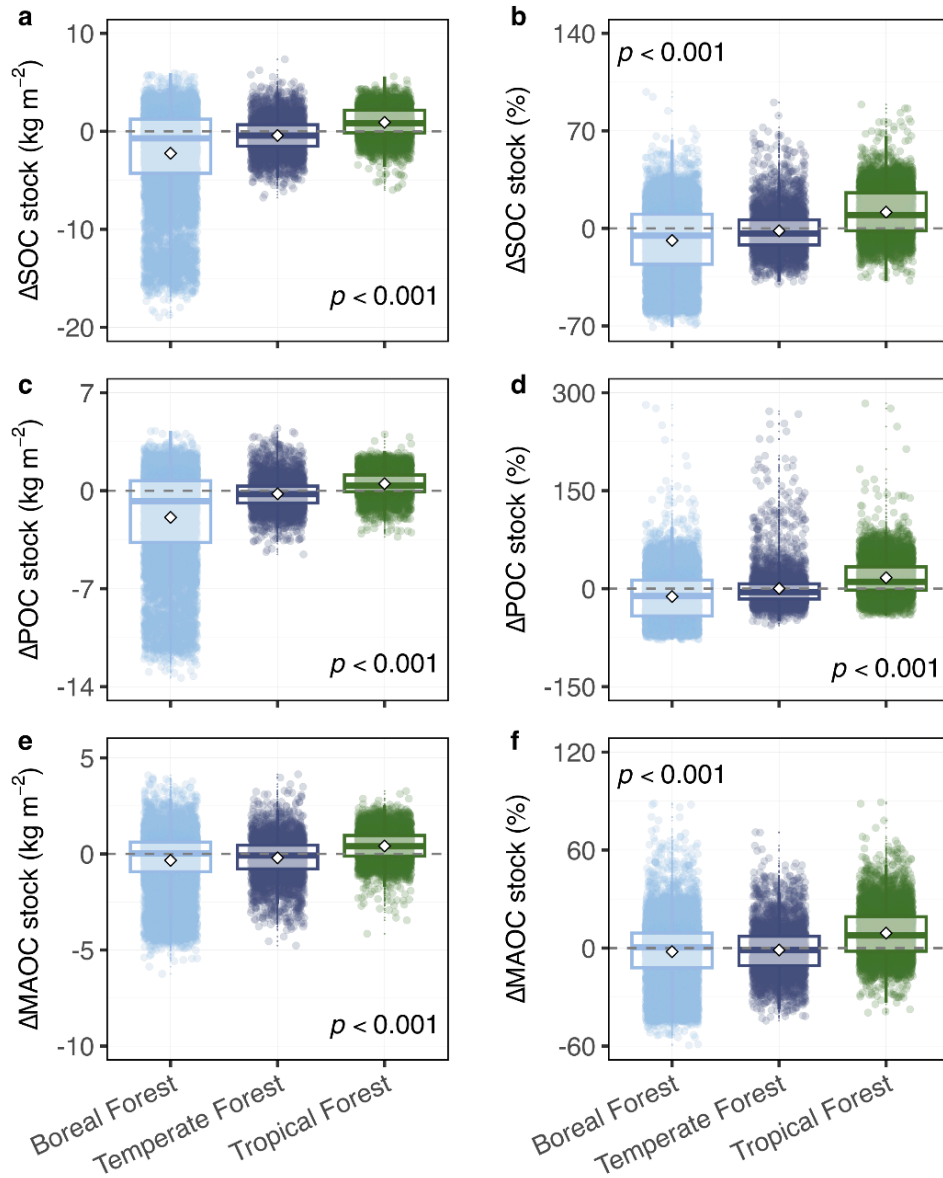 a
ΔSOC stock (kg m⁻²)
10
0
-10
-20
p < 0.001
b
ΔSOC stock (%)
140
70
0
-70
p < 0.001
c
ΔPOC stock (kg m⁻²)
7
0
-7
-14
p < 0.001
d
ΔPOC stock (%)
300
150
0
-150
p < 0.001
e
ΔMAOC stock (kg m⁻²)
5
0
-5
-10
p < 0.001
Boreal Forest
Temperate Forest
Tropical Forest
f
ΔMAOC stock (%)
120
60
0
-60
p < 0.001
Boreal Forest
Temperate Forest
Tropical Forest